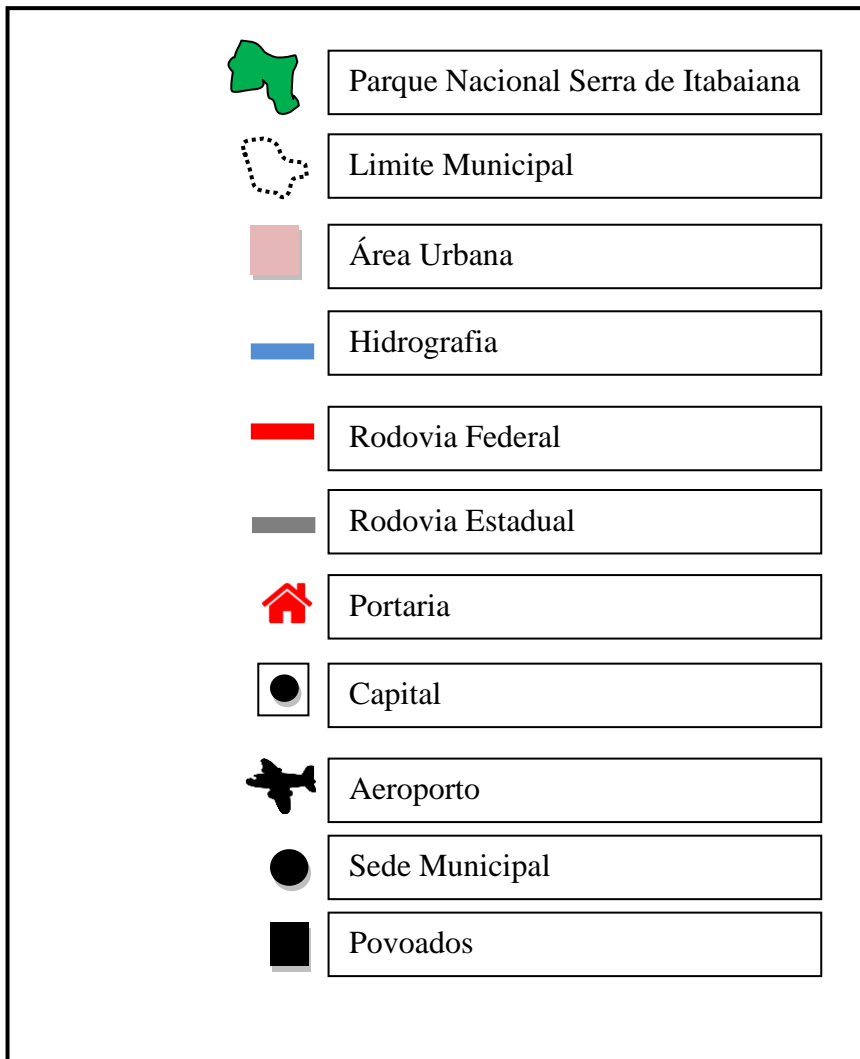 Parque Nacional Serra de Itabaiana
Limite Municipal
Área Urbana
Hidrografia
Rodovia Federal
Rodovia Estadual
Portaria
Capital
Aeroporto
Sede Municipal
Povoados